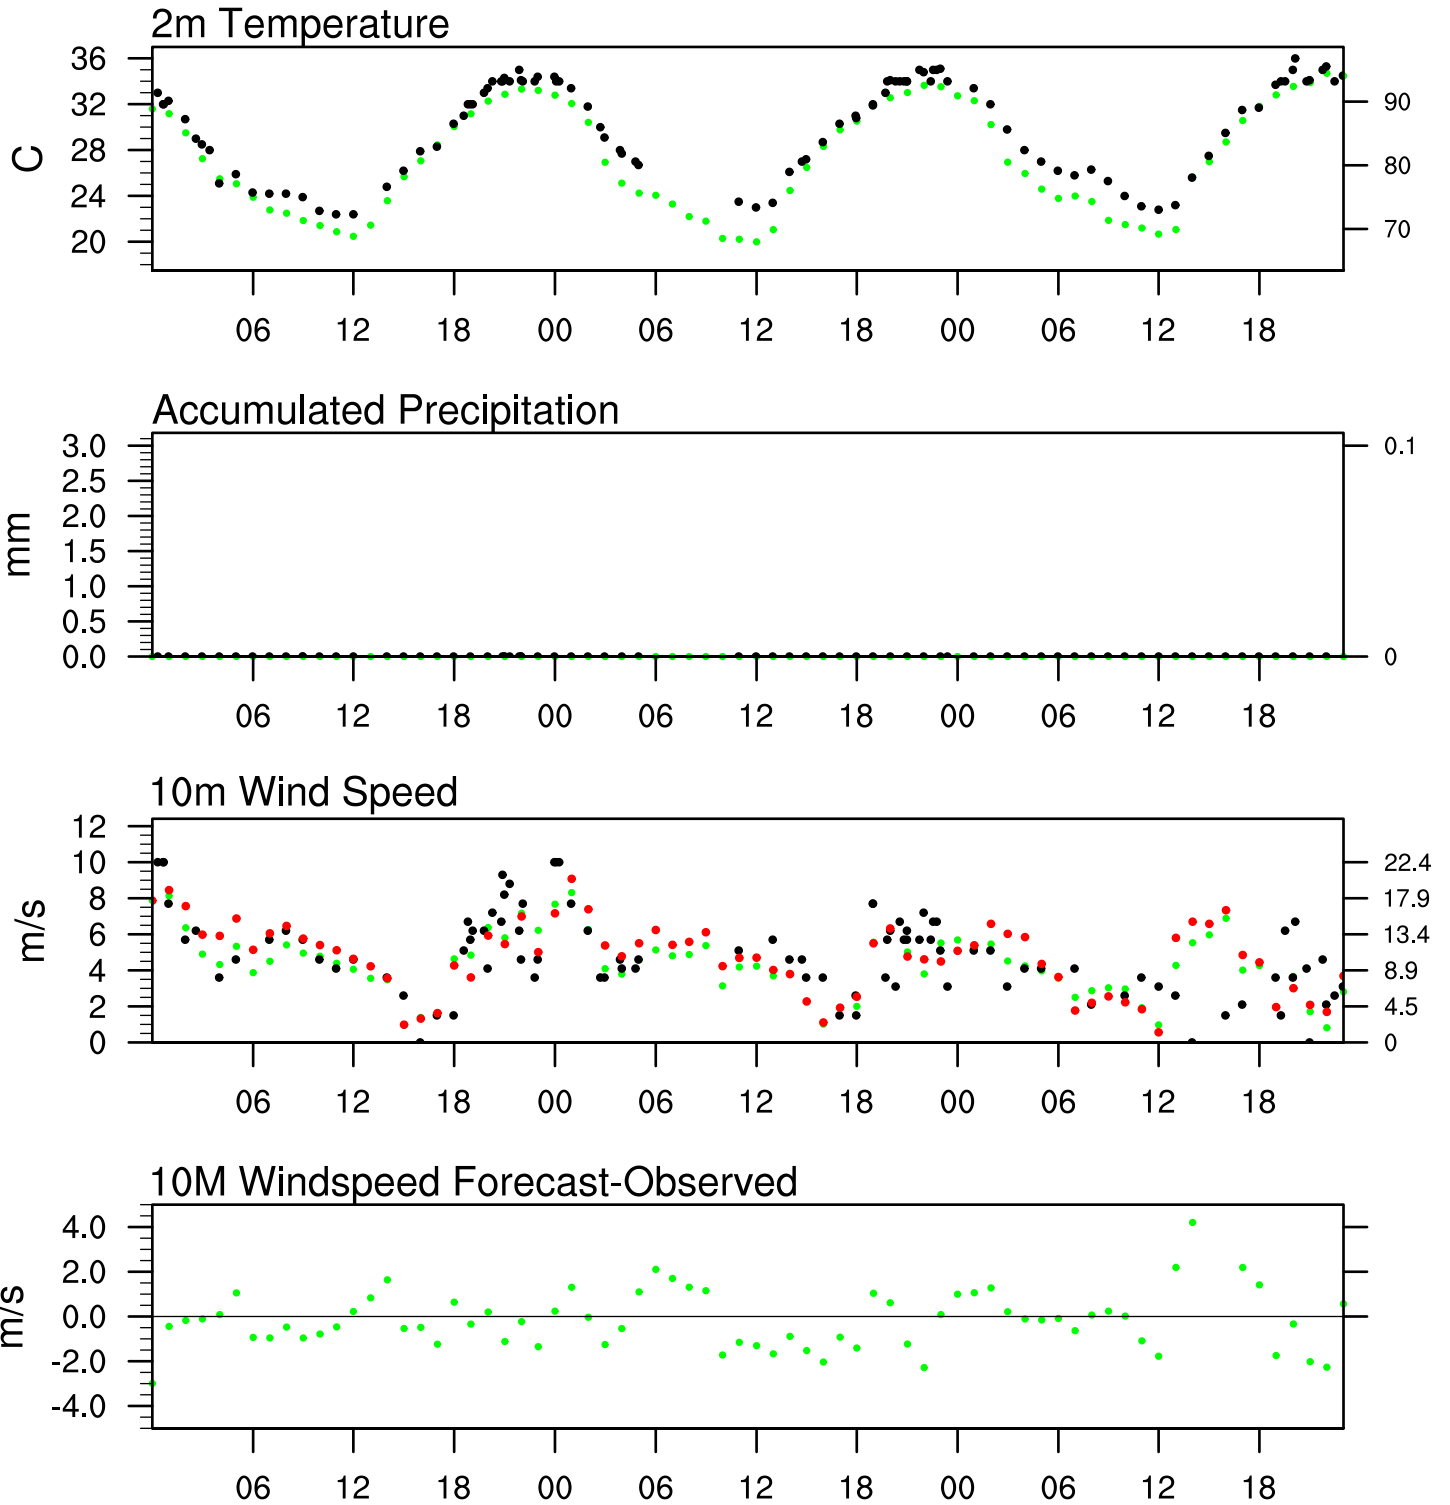 2m Temperature
36
32
28
24
20
C
90
80
70
06 12 18 00 06 12 18 00 06 12 18
Accumulated Precipitation
3.0
2.5
2.0
1.5
1.0
0.5
0.0
mm
0.1
0
06 12 18 00 06 12 18 00 06 12 18
10m Wind Speed
12
10
8
6
4
2
0
m/s
22.4
17.9
13.4
8.9
4.5
0
06 12 18 00 06 12 18 00 06 12 18
10M Windspeed Forecast-Observed
4.0
2.0
0.0
-2.0
-4.0
m/s
06 12 18 00 06 12 18 00 06 12 18